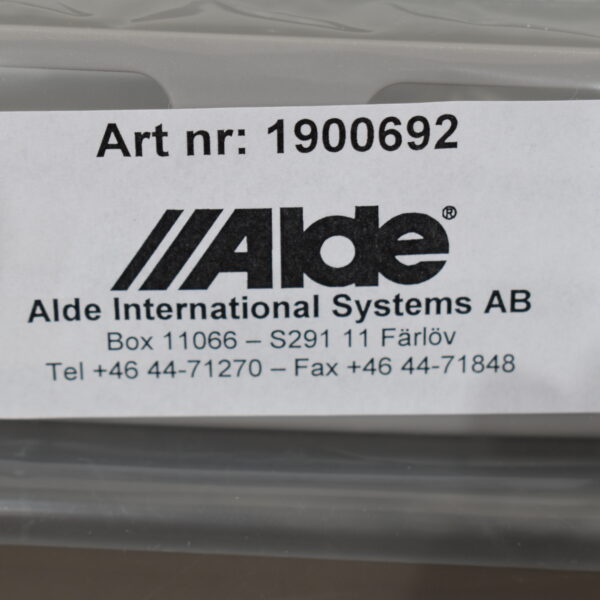 Art nr: 1900692
Alde®
Alde International Systems AB
Box 11066 – S291 11 Färlöv
Tel +46 44-71270 – Fax +46 44-71848